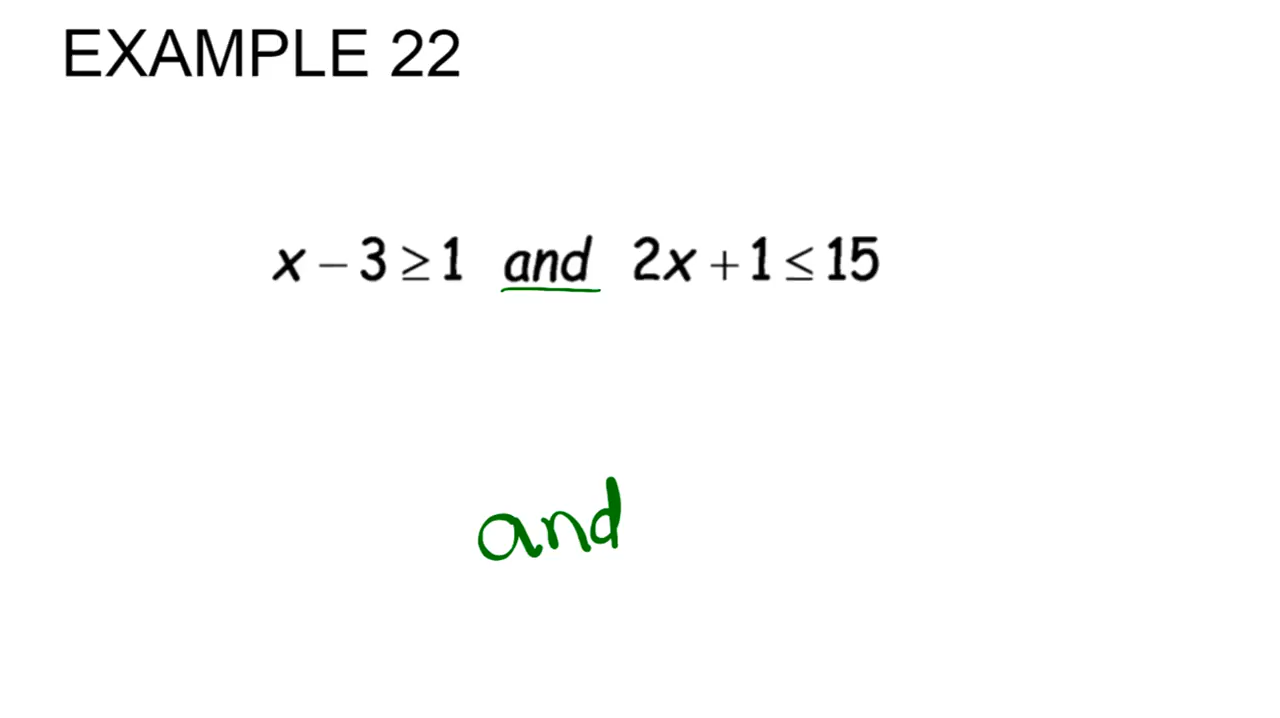 EXAMPLE 22
x − 3 ≥ 1 and 2x + 1 ≤ 15
and